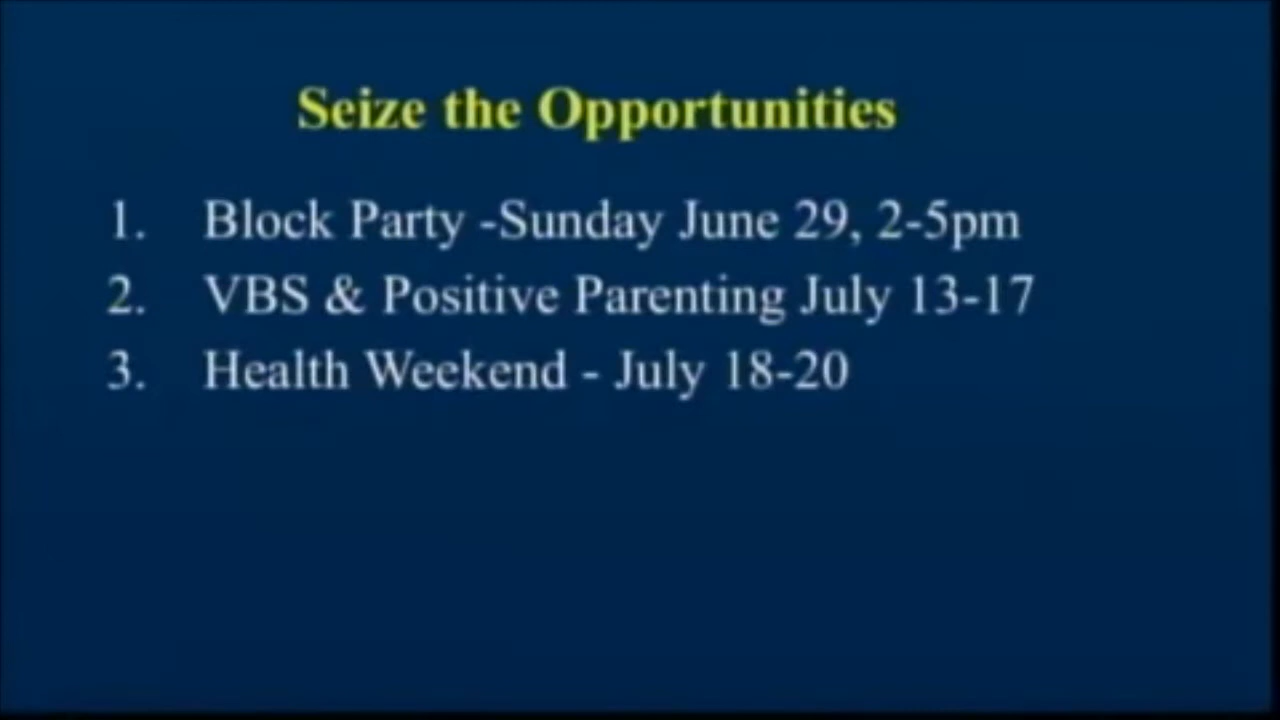 Seize the Opportunities
1. Block Party -Sunday June 29, 2-5pm
2. VBS & Positive Parenting July 13-17
3. Health Weekend - July 18-20